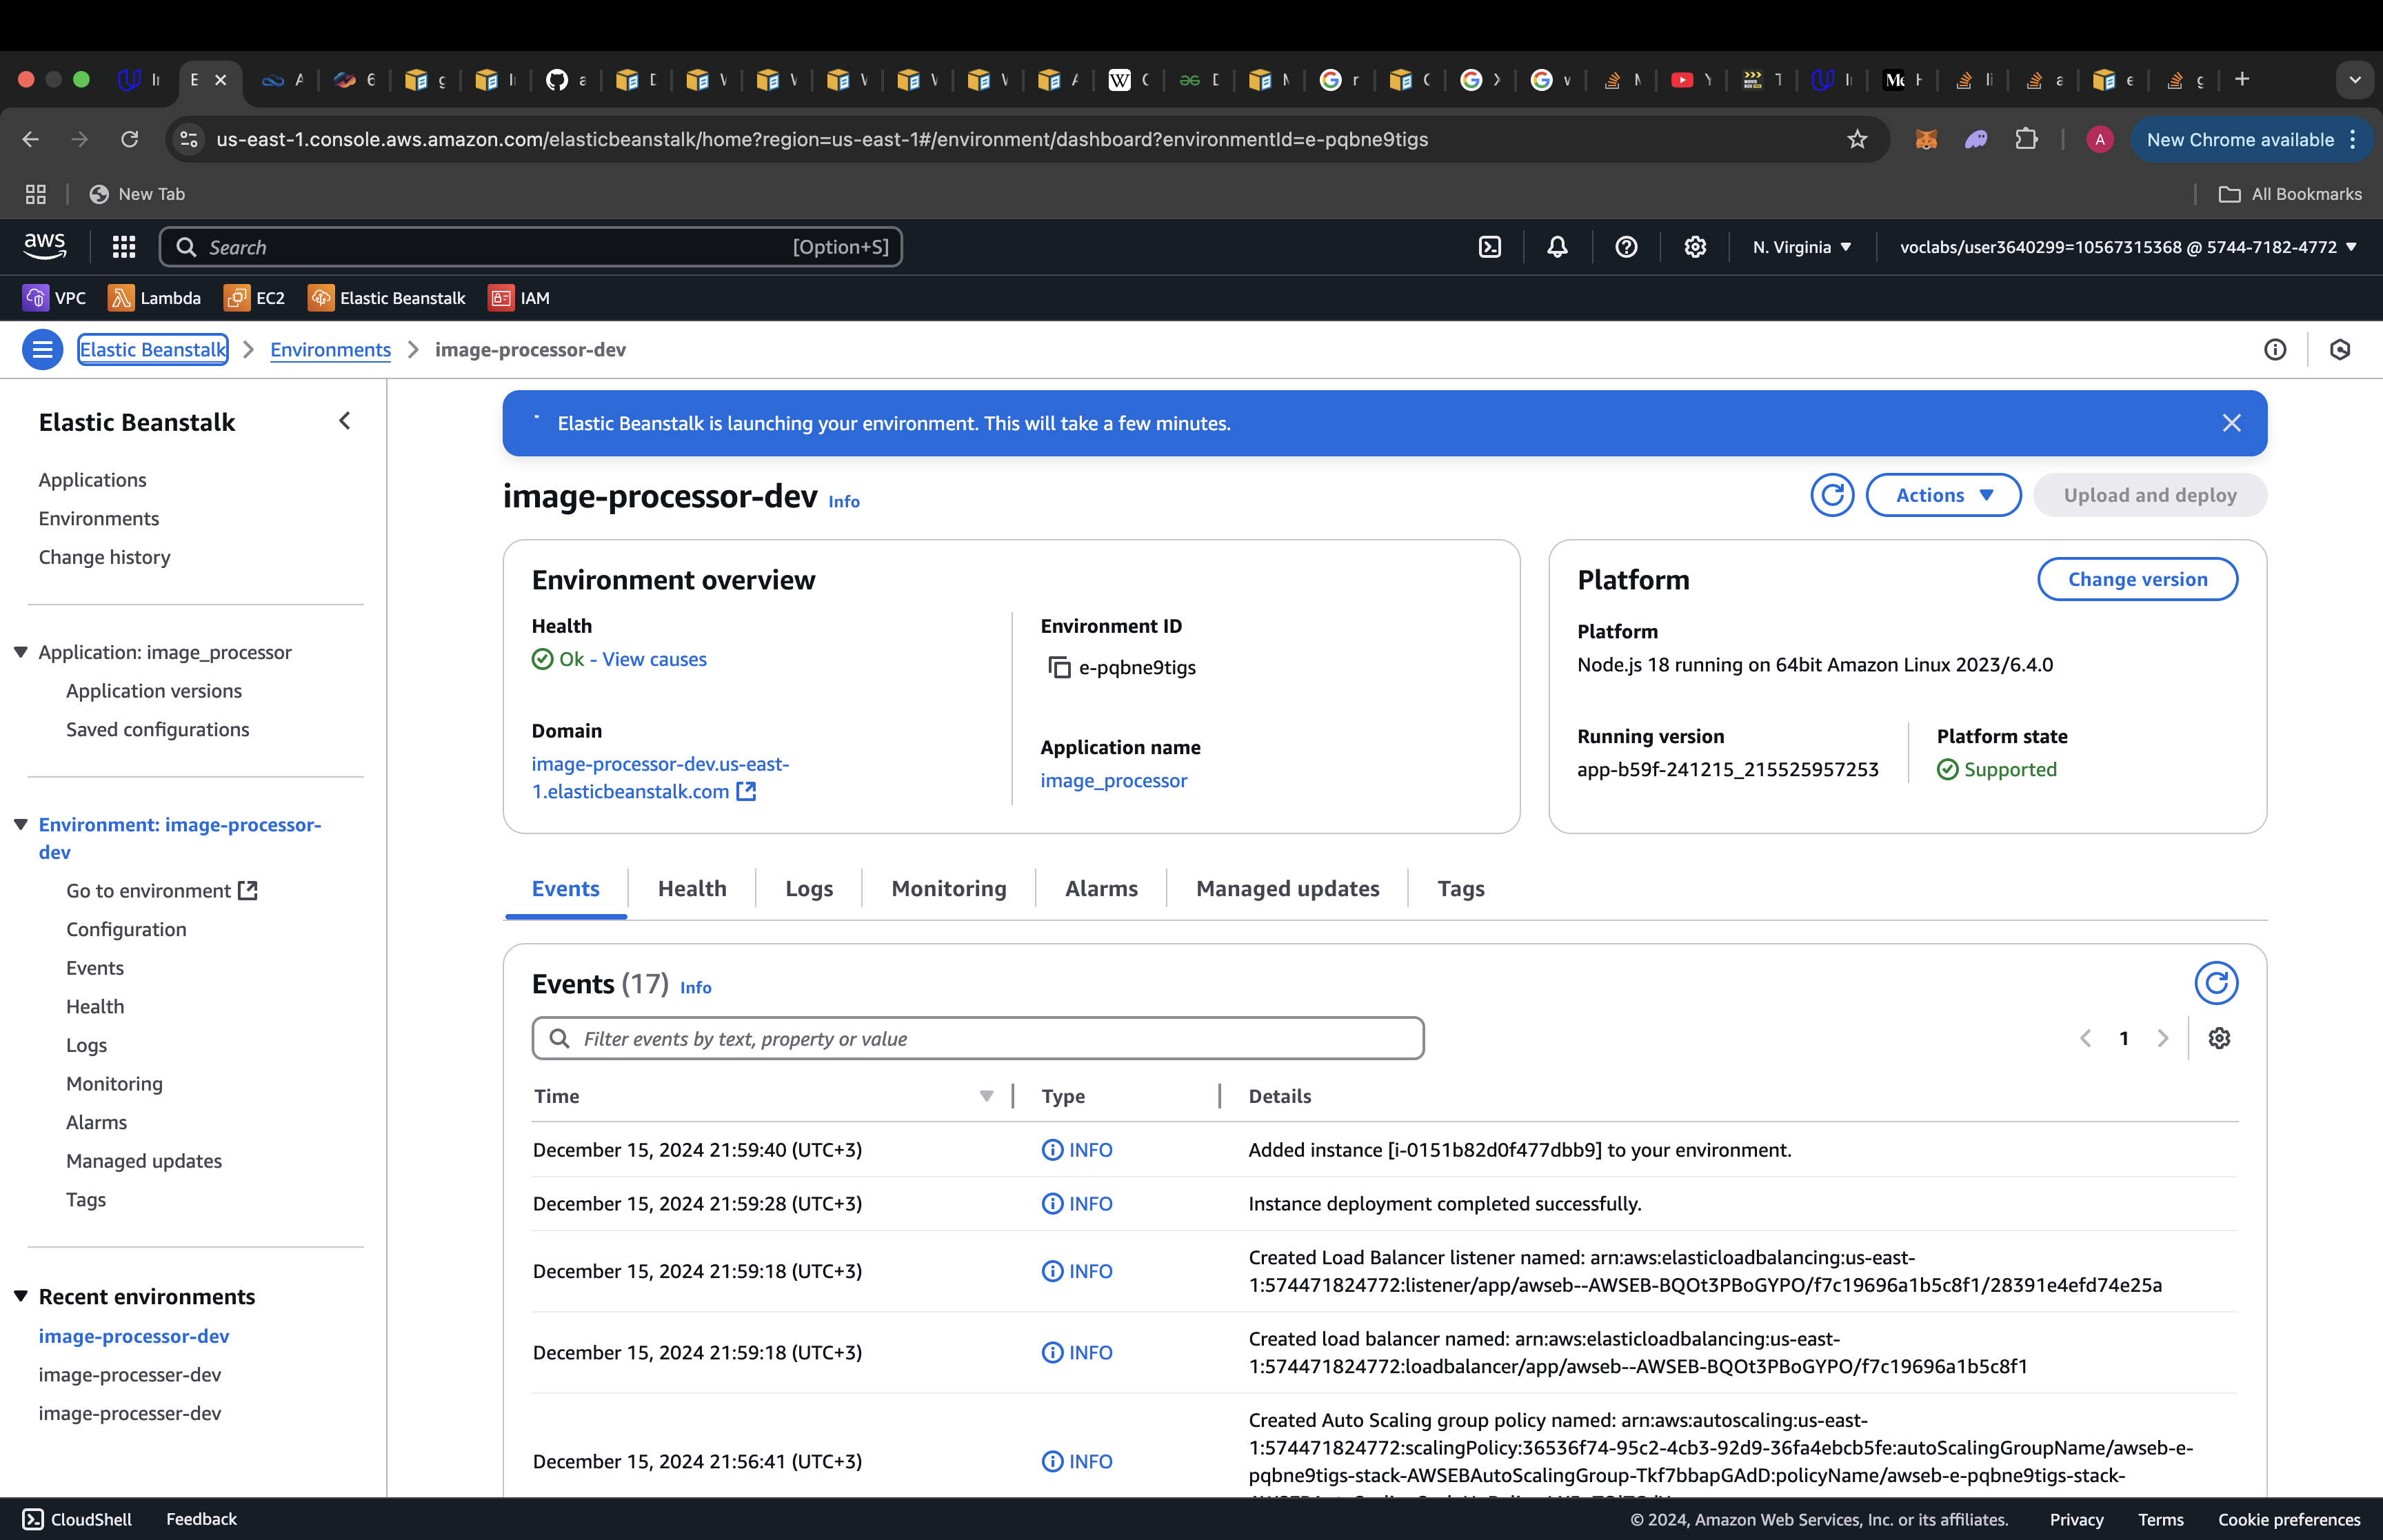 Ir
E
A
6
g
I
a
D
V
V
V
V
V
A
W C
D
M
r
C
X
v
N
Y
T
I
H
li
a
e
g
us-east-1.console.aws.amazon.com/elasticbeanstalk/home?region=us-east-1#/environment/dashboard?environmentId=e-pqbne9tigs
A
New Chrome available
New Tab
All Bookmarks
aws
Search [Option+S]
N. Virginia
voclabs/user3640299=10567315368 @ 5744-7182-4772
VPC Lambda EC2 Elastic Beanstalk IAM
Elastic Beanstalk > Environments > image-processor-dev
Elastic Beanstalk
Applications
Environments
Change history
Application: image_processor
Application versions
Saved configurations
Environment: image-processor-
dev
Go to environment
Configuration
Events
Health
Logs
Monitoring
Alarms
Managed updates
Tags
Recent environments
image-processor-dev
image-processer-dev
image-processer-dev
Elastic Beanstalk is launching your environment. This will take a few minutes.
image-processor-dev Info
Actions
Upload and deploy
Environment overview
Health
Ok - View causes
Domain
image-processor-dev.us-east-
1.elasticbeanstalk.com
Environment ID
e-pqbne9tigs
Application name
image_processor
Platform
Change version
Platform
Node.js 18 running on 64bit Amazon Linux 2023/6.4.0
Running version
app-b59f-241215_215525957253
Platform state
Supported
Events Health Logs Monitoring Alarms Managed updates Tags
Events (17) Info
Filter events by text, property or value
1
Time Type Details
December 15, 2024 21:59:40 (UTC+3) INFO Added instance [i-0151b82d0f477dbb9] to your environment.
December 15, 2024 21:59:28 (UTC+3) INFO Instance deployment completed successfully.
December 15, 2024 21:59:18 (UTC+3) INFO Created Load Balancer listener named: arn:aws:elasticloadbalancing:us-east-
1:574471824772:listener/app/awseb--AWSEB-BQOt3PBoGYPO/f7c19696a1b5c8f1/28391e4efd74e25a
December 15, 2024 21:59:18 (UTC+3) INFO Created load balancer named: arn:aws:elasticloadbalancing:us-east-
1:574471824772:loadbalancer/app/awseb--AWSEB-BQOt3PBoGYPO/f7c19696a1b5c8f1
December 15, 2024 21:56:41 (UTC+3) INFO Created Auto Scaling group policy named: arn:aws:autoscaling:us-east-
1:574471824772:scalingPolicy:36536f74-95c2-4cb3-92d9-36fa4ebcb5fe:autoScalingGroupName/awseb-e-
pqbne9tigs-stack-AWSEBAutoScalingGroup-Tkf7bbapGAdD:policyName/awseb-e-pqbne9tigs-stack-
CloudShell Feedback
© 2024, Amazon Web Services, Inc. or its affiliates. Privacy Terms Cookie preferences